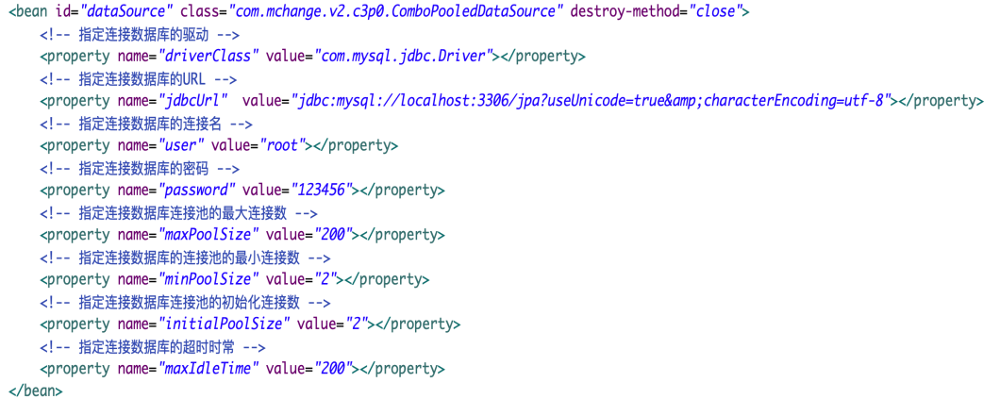 <bean id="dataSource" class="com.mchange.v2.c3p0.ComboPooledDataSource" destroy-method="close">
    <!-- 指定连接数据库的驱动 -->
    <property name="driverClass" value="com.mysql.jdbc.Driver"></property>
    <!-- 指定连接数据库的URL -->
    <property name="jdbcUrl"  value="jdbc:mysql://localhost:3306/jpa?useUnicode=true&amp;characterEncoding=utf-8"></property>
    <!-- 指定连接数据库的连接名 -->
    <property name="user" value="root"></property>
    <!-- 指定连接数据库的密码 -->
    <property name="password" value="123456"></property>
    <!-- 指定连接数据库连接池的最大连接数 -->
    <property name="maxPoolSize" value="200"></property>
    <!-- 指定连接数据库的连接池的最小连接数 -->
    <property name="minPoolSize" value="2"></property>
    <!-- 指定连接数据库连接池的初始化连接数 -->
    <property name="initialPoolSize" value="2"></property>
    <!-- 指定连接数据库的超时时常 -->
    <property name="maxIdleTime" value="200"></property>
</bean>